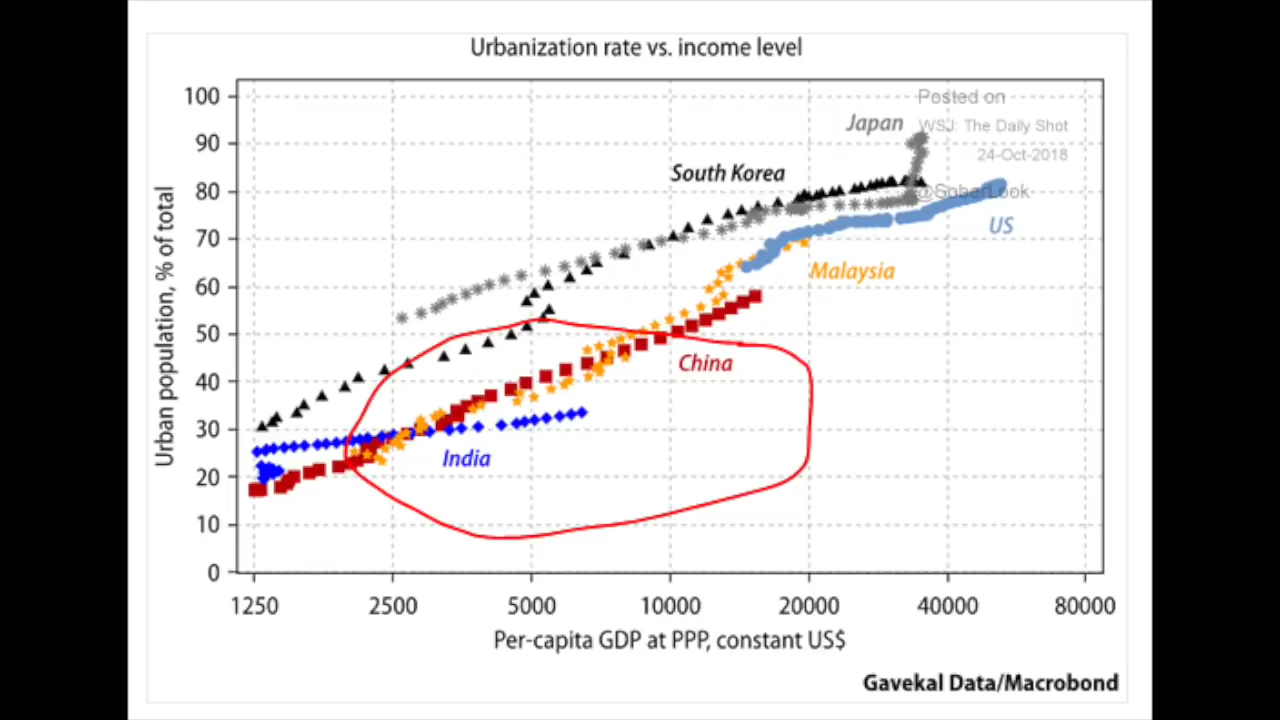 Urbanization rate vs. income level
100
Posted on
Japan
WSJ: The Daily Shot
90
24-Oct-2018
South Korea
80
@SoberLook
US
70
Malaysia
60
50
China
40
30
India
20
10
0
Urban population, % of total
1250 2500 5000 10000 20000 40000 80000
Per-capita GDP at PPP, constant US$
Gavekal Data/Macrobond